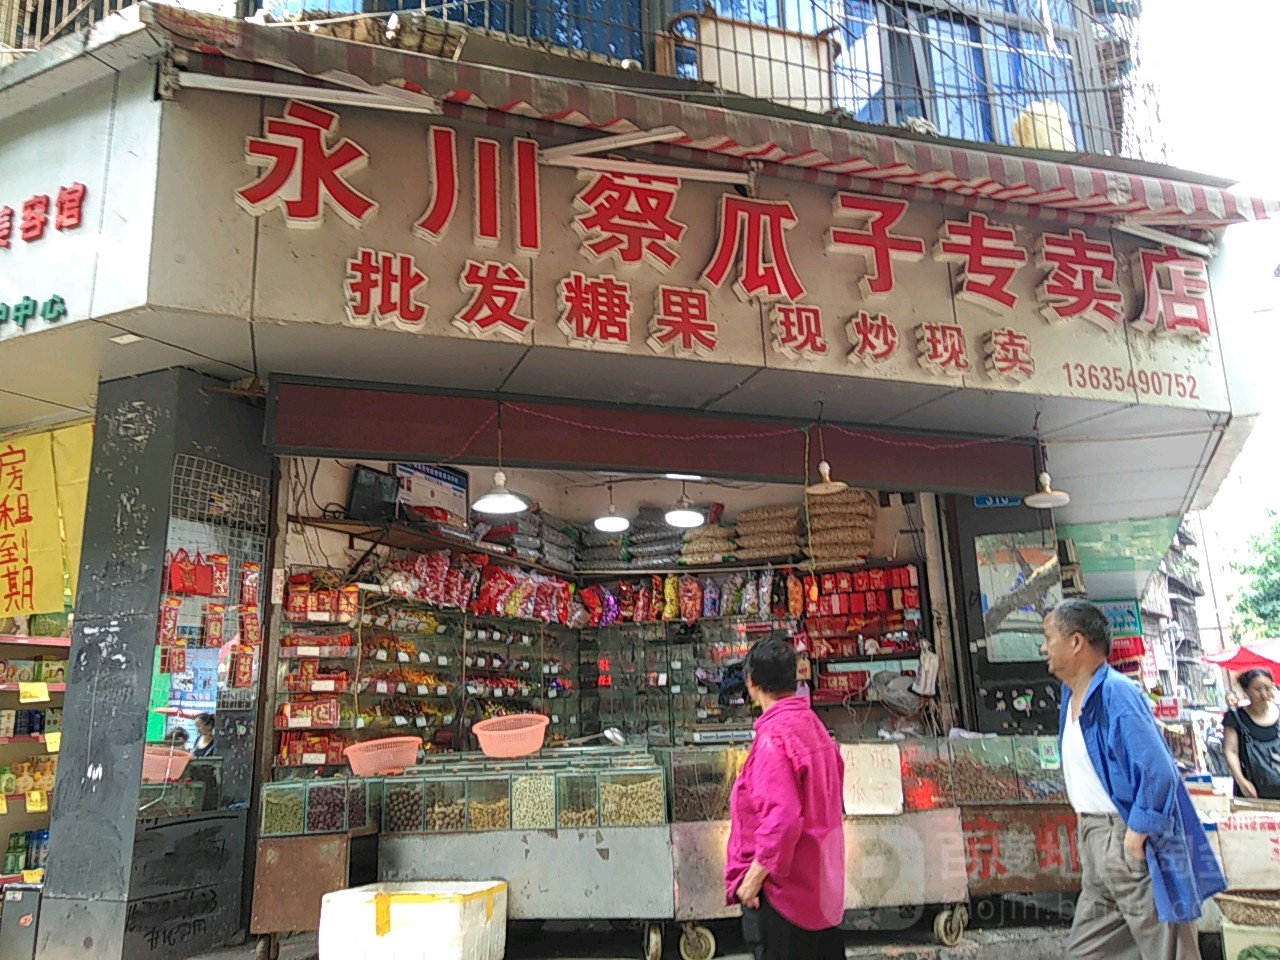 永川蔡瓜子专卖店
批发糖果 现炒现卖
13635490752
美容馆
中心
房租到期